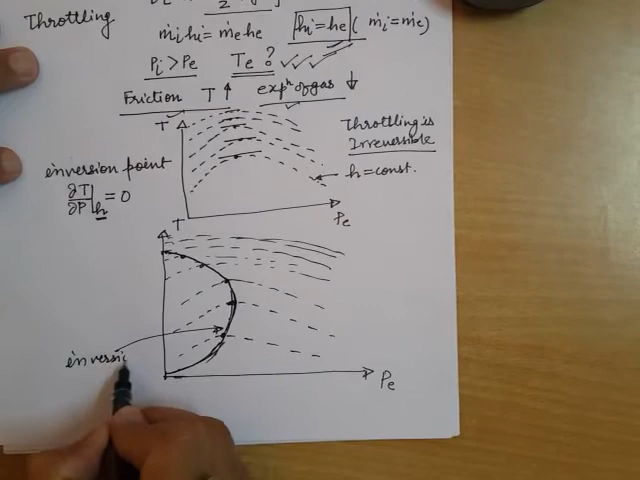 Throttling
2
ṁihi = ṁehe hi = he ( ṁi = ṁe)
Pi > Pe Te ?
Friction T ↑ expⁿ of gas ↓
T
Throttling is
Irreversible
inversion point
∂T/∂P|h = 0
h = const.
Pe
T
inversi
Pe